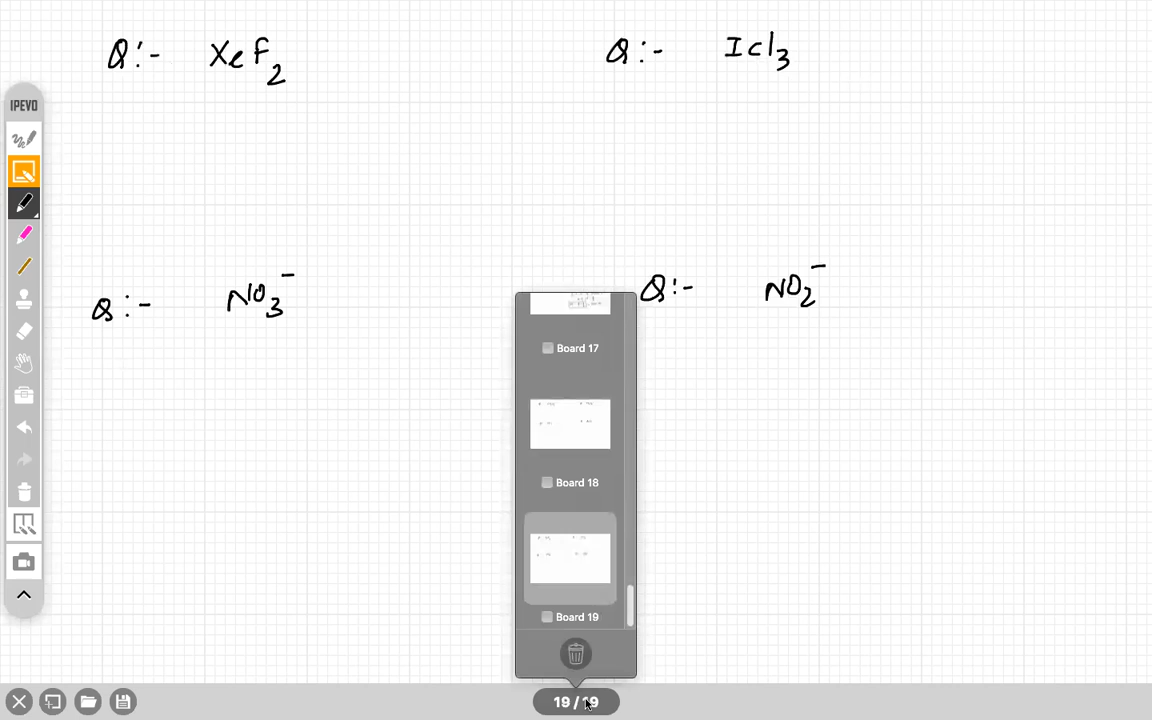 Q:- XeF2
Q:- Icl3
IPEVO
Q:- NO3-
Q:- NO2-
Board 17
Board 18
Board 19
19 / 19